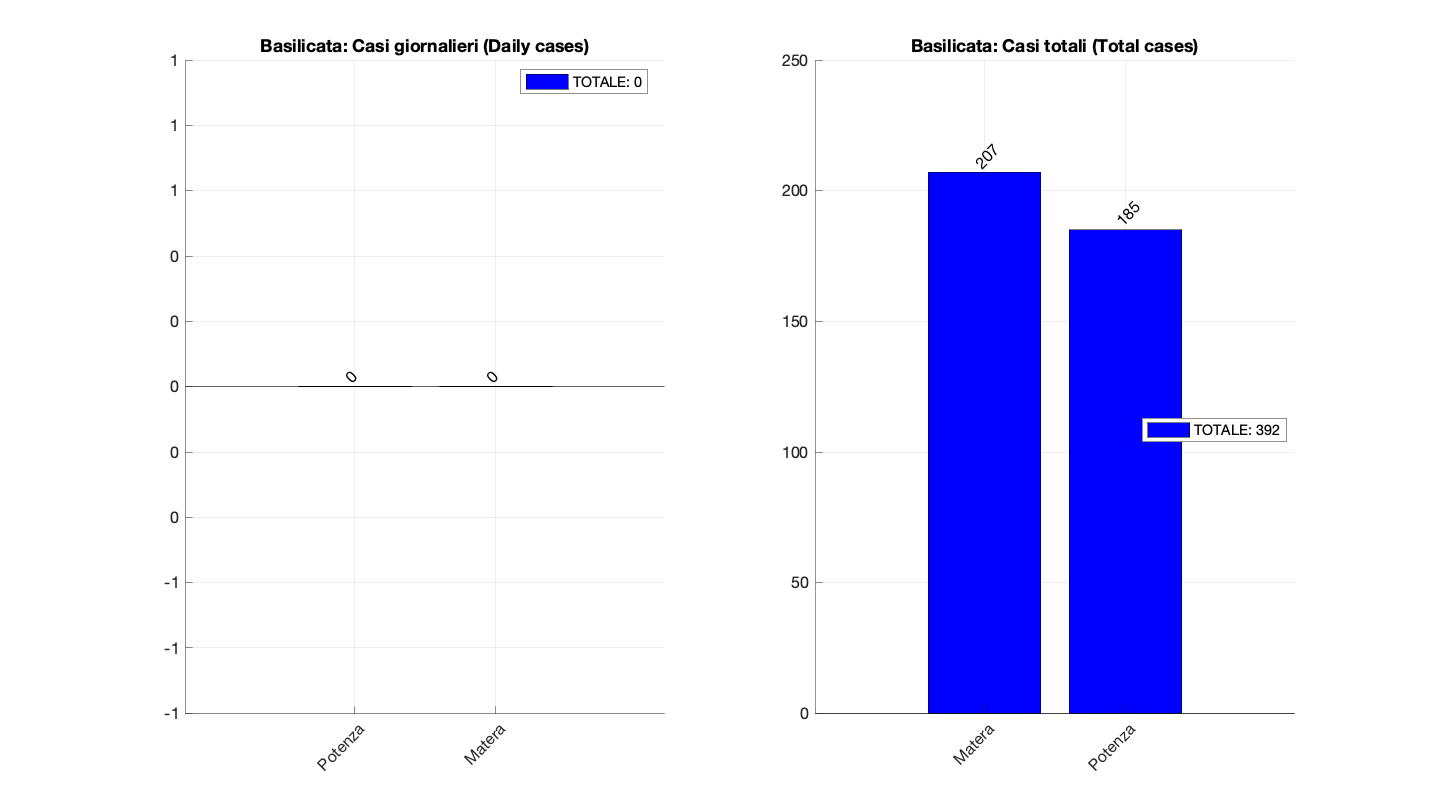 Basilicata: Casi giornalieri (Daily cases)
TOTALE: 0
1
1
1
0
0
0
0
0
-1
-1
-1
0
0
Potenza
Matera
Basilicata: Casi totali (Total cases)
250
200
150
100
50
0
207
185
TOTALE: 392
Matera
Potenza